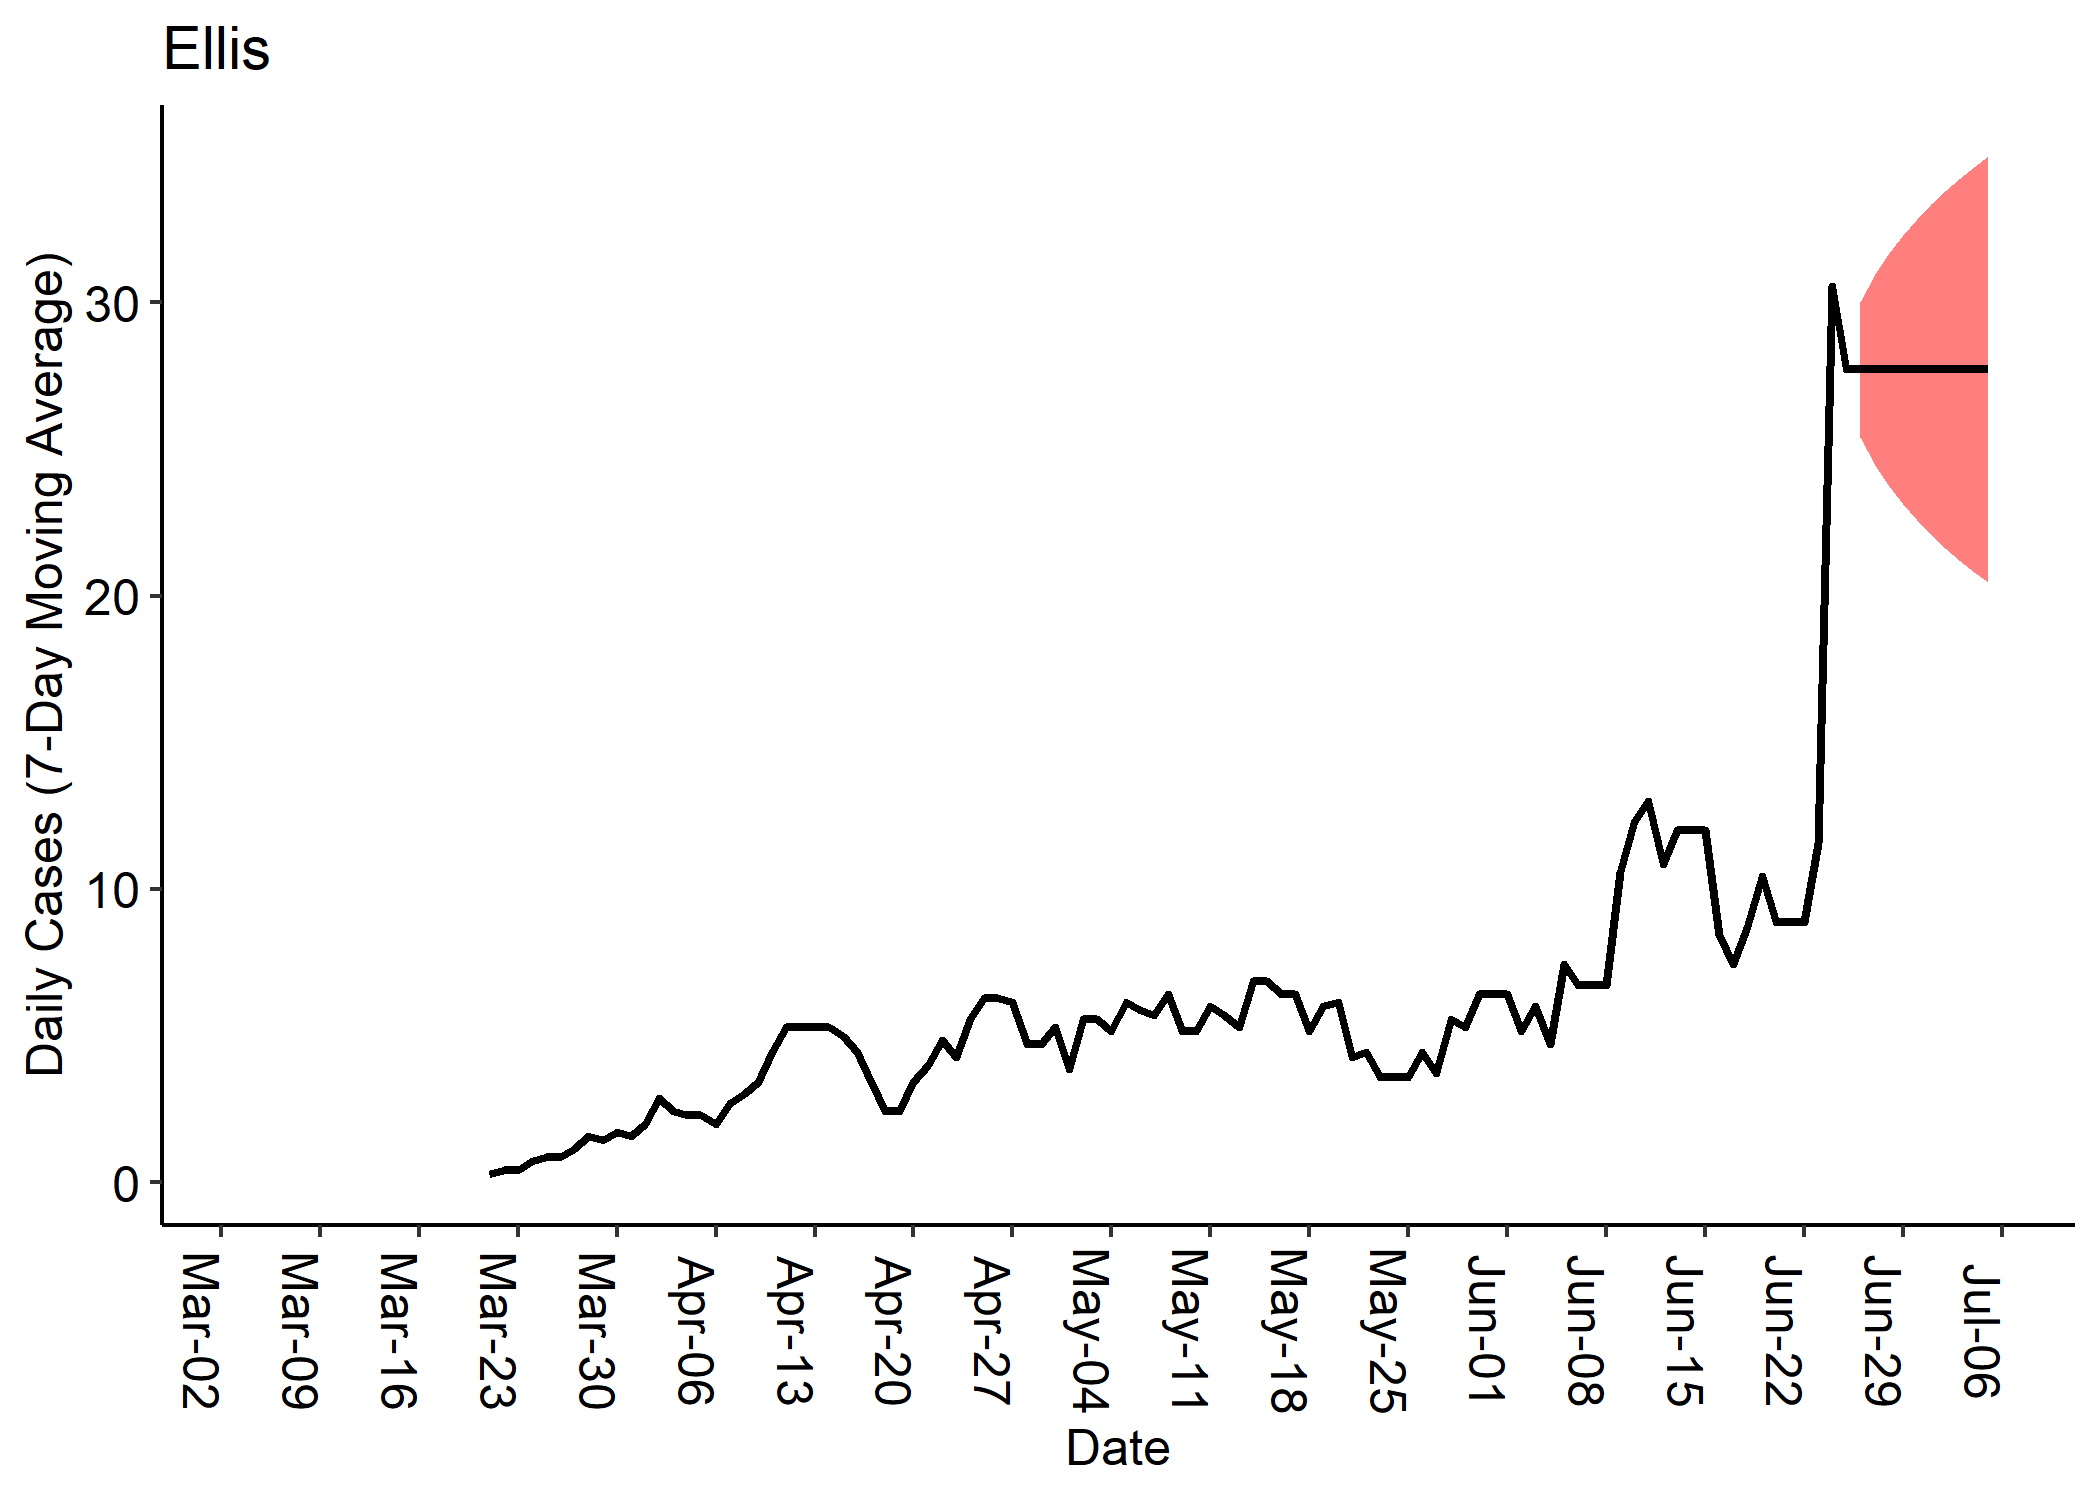 Ellis
Daily Cases (7-Day Moving Average)
30
20
10
0
Mar-02
Mar-09
Mar-16
Mar-23
Mar-30
Apr-06
Apr-13
Apr-20
Apr-27
May-04
May-11
May-18
May-25
Jun-01
Jun-08
Jun-15
Jun-22
Jun-29
Jul-06
Date